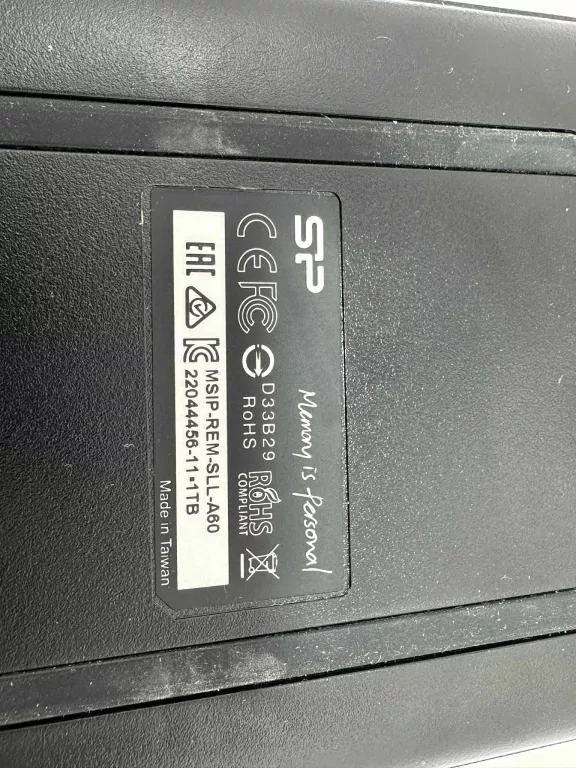 SP
Memory is personal
CE FC D33B29
RoHS
RoHS
COMPLIANT
EAC
MSIP-REM-SLL-A60
22044456-11▪1TB
Made in Taiwan